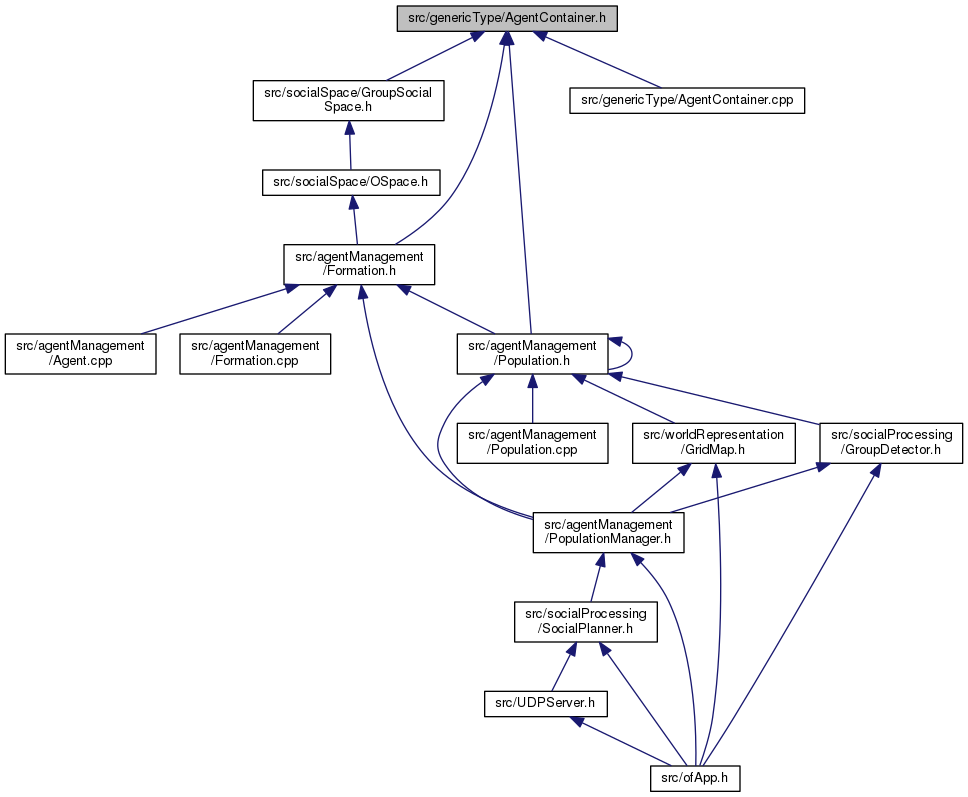 src/genericType/AgentContainer.h
src/socialSpace/GroupSocial
Space.h
src/genericType/AgentContainer.cpp
src/socialSpace/OSpace.h
src/agentManagement
/Formation.h
src/agentManagement
/Agent.cpp
src/agentManagement
/Formation.cpp
src/agentManagement
/Population.h
src/agentManagement
/Population.cpp
src/worldRepresentation
/GridMap.h
src/socialProcessing
/GroupDetector.h
src/agentManagement
/PopulationManager.h
src/socialProcessing
/SocialPlanner.h
src/UDPServer.h
src/ofApp.h